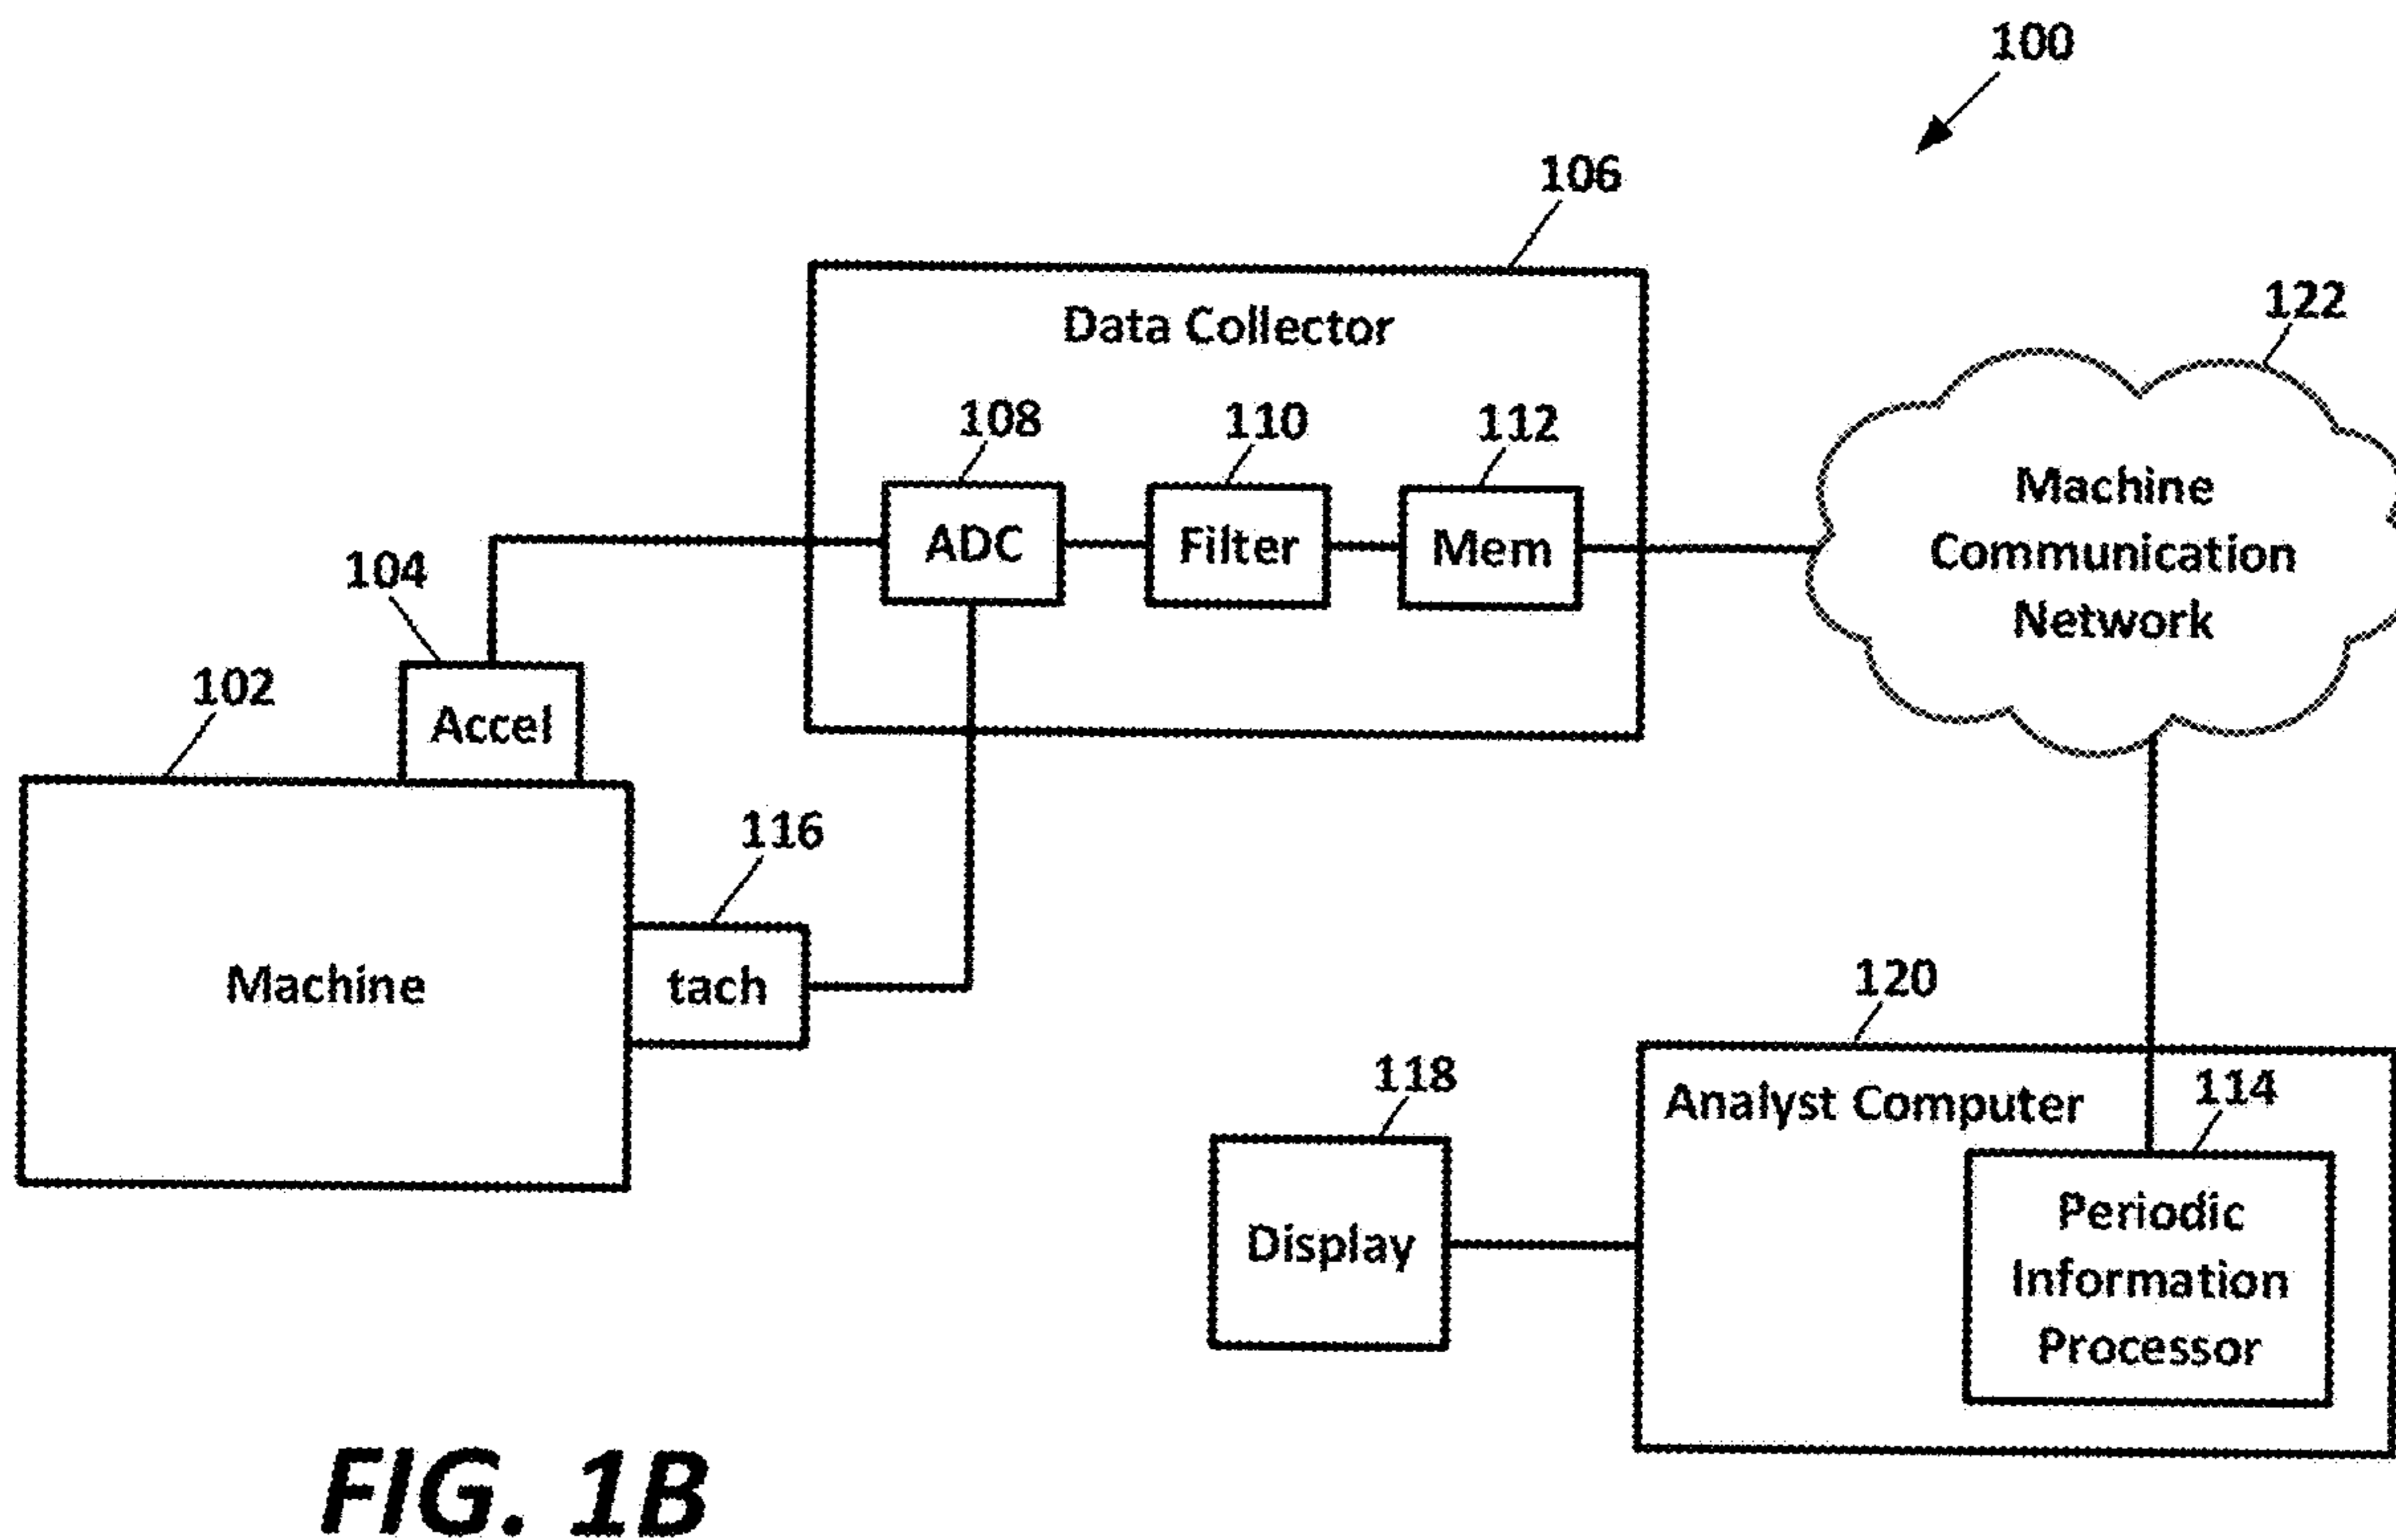 100
106
Data Collector
122
108
110
112
ADC
Filter
Mem
Machine
Communication
Network
104
Accel
102
116
Machine
tach
120
118
Analyst Computer
114
Display
Periodic
Information
Processor
FIG. 1B